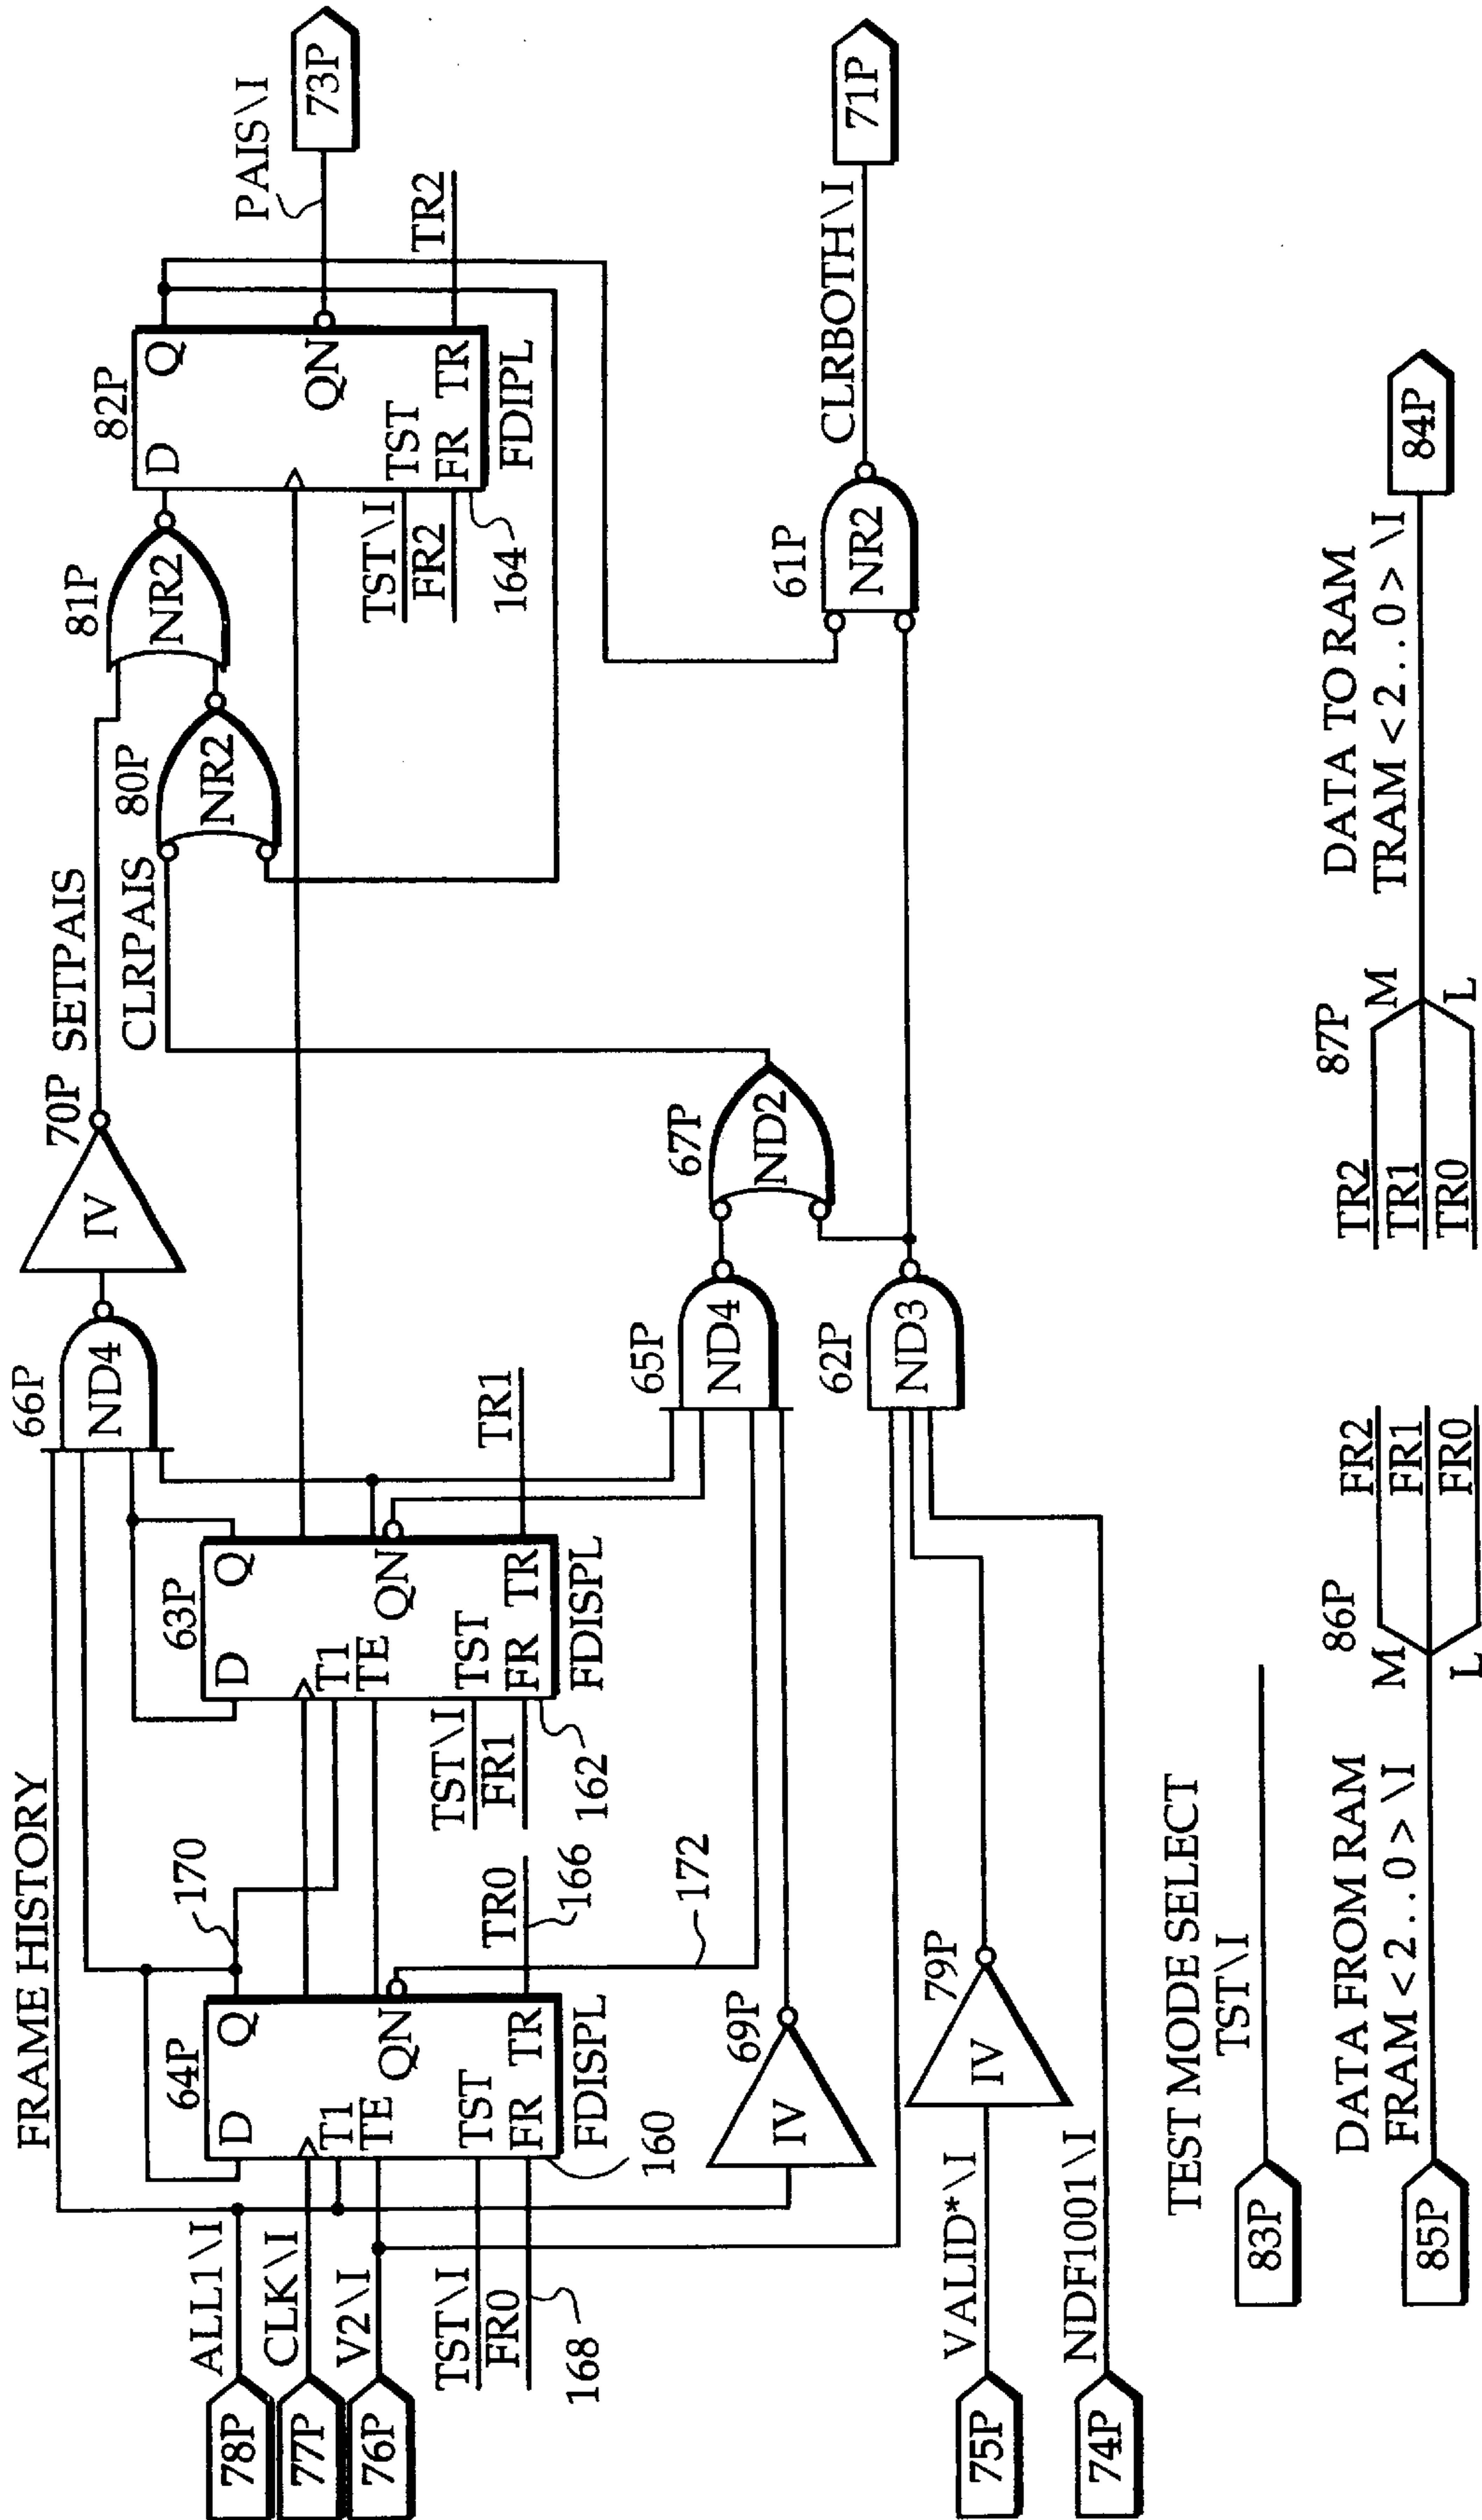 FRAME HISTORY
66P
ND4
70P
IV
SETPAIS
CLRPAIS
80P
NR2
81P
NR2
82P
D
Q
QN
TST
FR TR
FDIPL
TST\I
FR2
164
TR2
PAIS\I
73P
ALL1\I
78P
CLK\I
77P
V2\I
76P
TST\I
FR0
168
64P
D
Q
T1
TE
QN
TST
FR TR
FDISPL
160
170
TR0
166
172
63P
D
Q
T1
TE
QN
TST
FR TR
FDISPL
TST\I
FR1
162
TR1
65P
ND4
67P
ND2
62P
ND3
69P
IV
79P
IV
61P
NR2
CLRBOTH\I
71P
VALID*\I
75P
NDF1001\I
74P
TEST MODE SELECT
TST\I
83P
DATA FROM RAM
FRAM <2..0> \I
85P
86P
M
L
FR2
FR1
FR0
TR2
TR1
TR0
87P
M
L
DATA TO RAM
TRAM <2...0> \I
84P